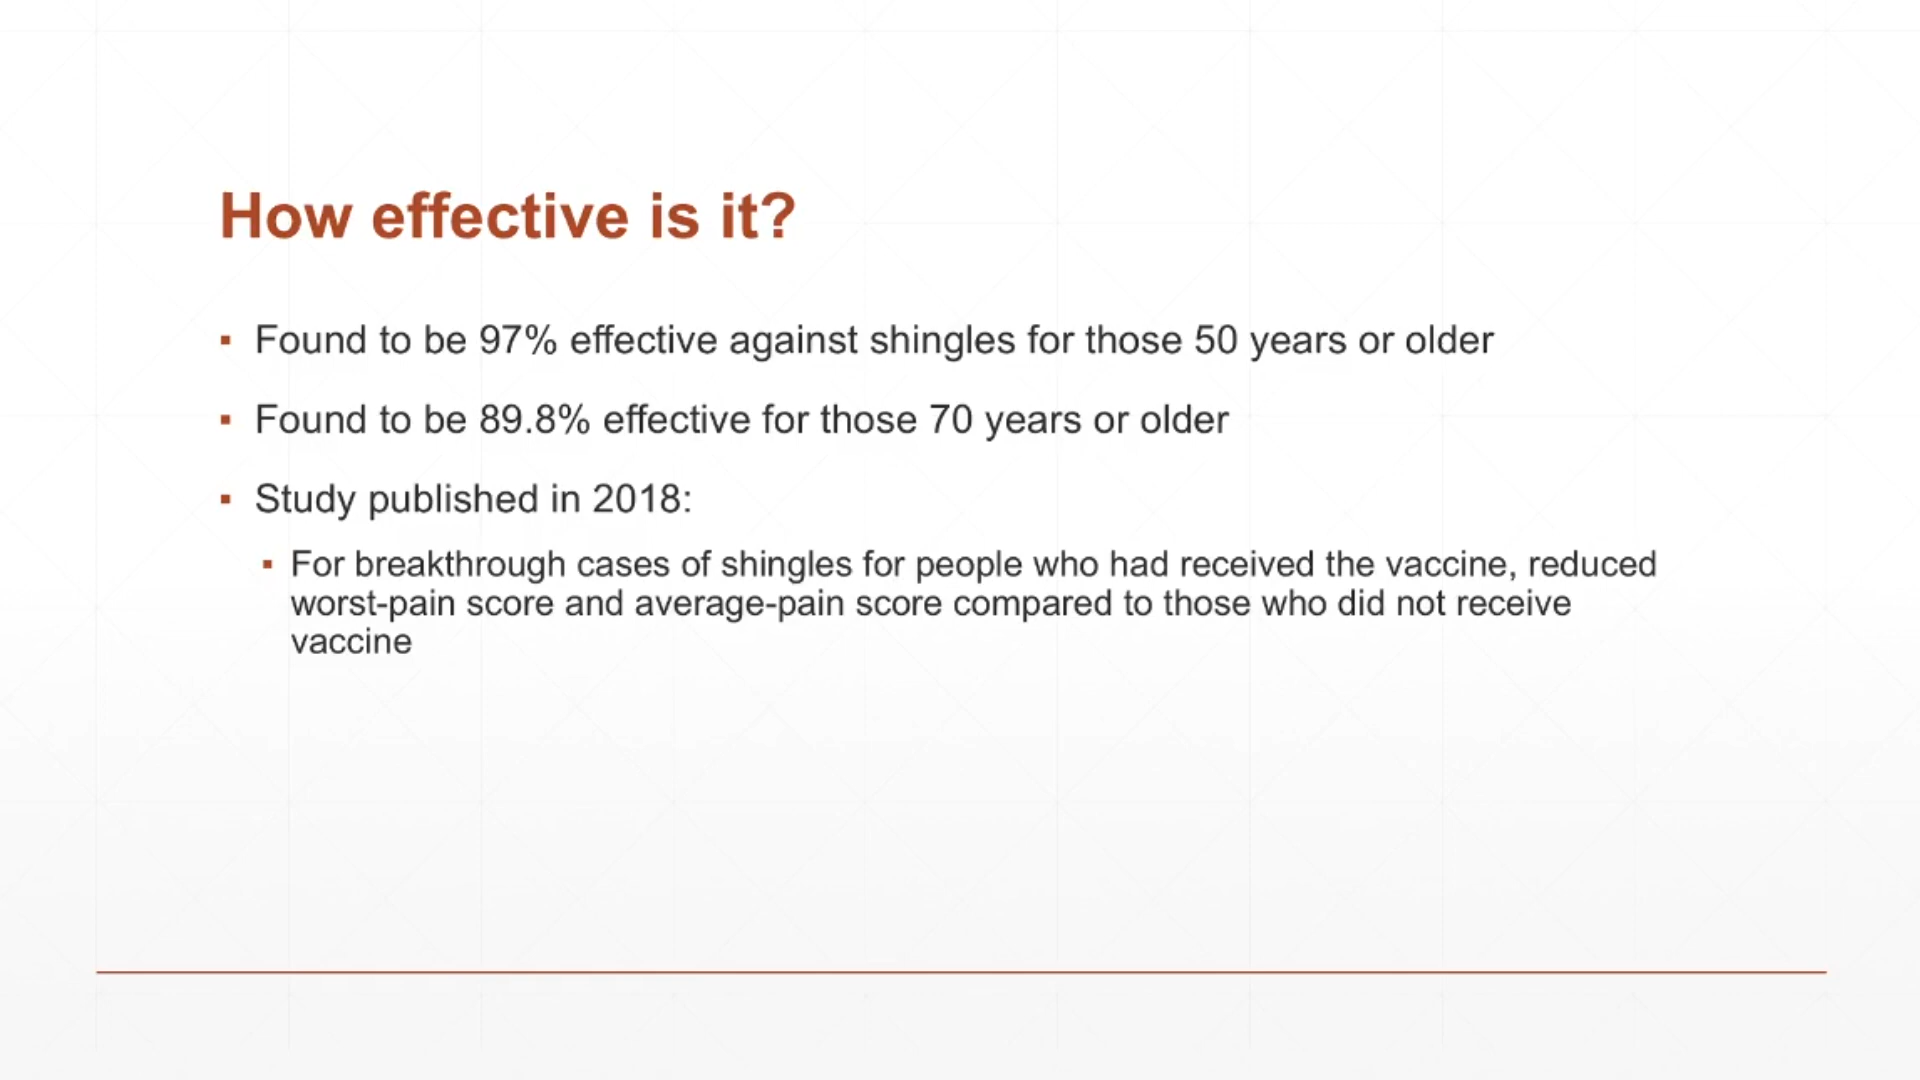 How effective is it?
▪ Found to be 97% effective against shingles for those 50 years or older
▪ Found to be 89.8% effective for those 70 years or older
▪ Study published in 2018:
▪ For breakthrough cases of shingles for people who had received the vaccine, reduced
worst-pain score and average-pain score compared to those who did not receive
vaccine